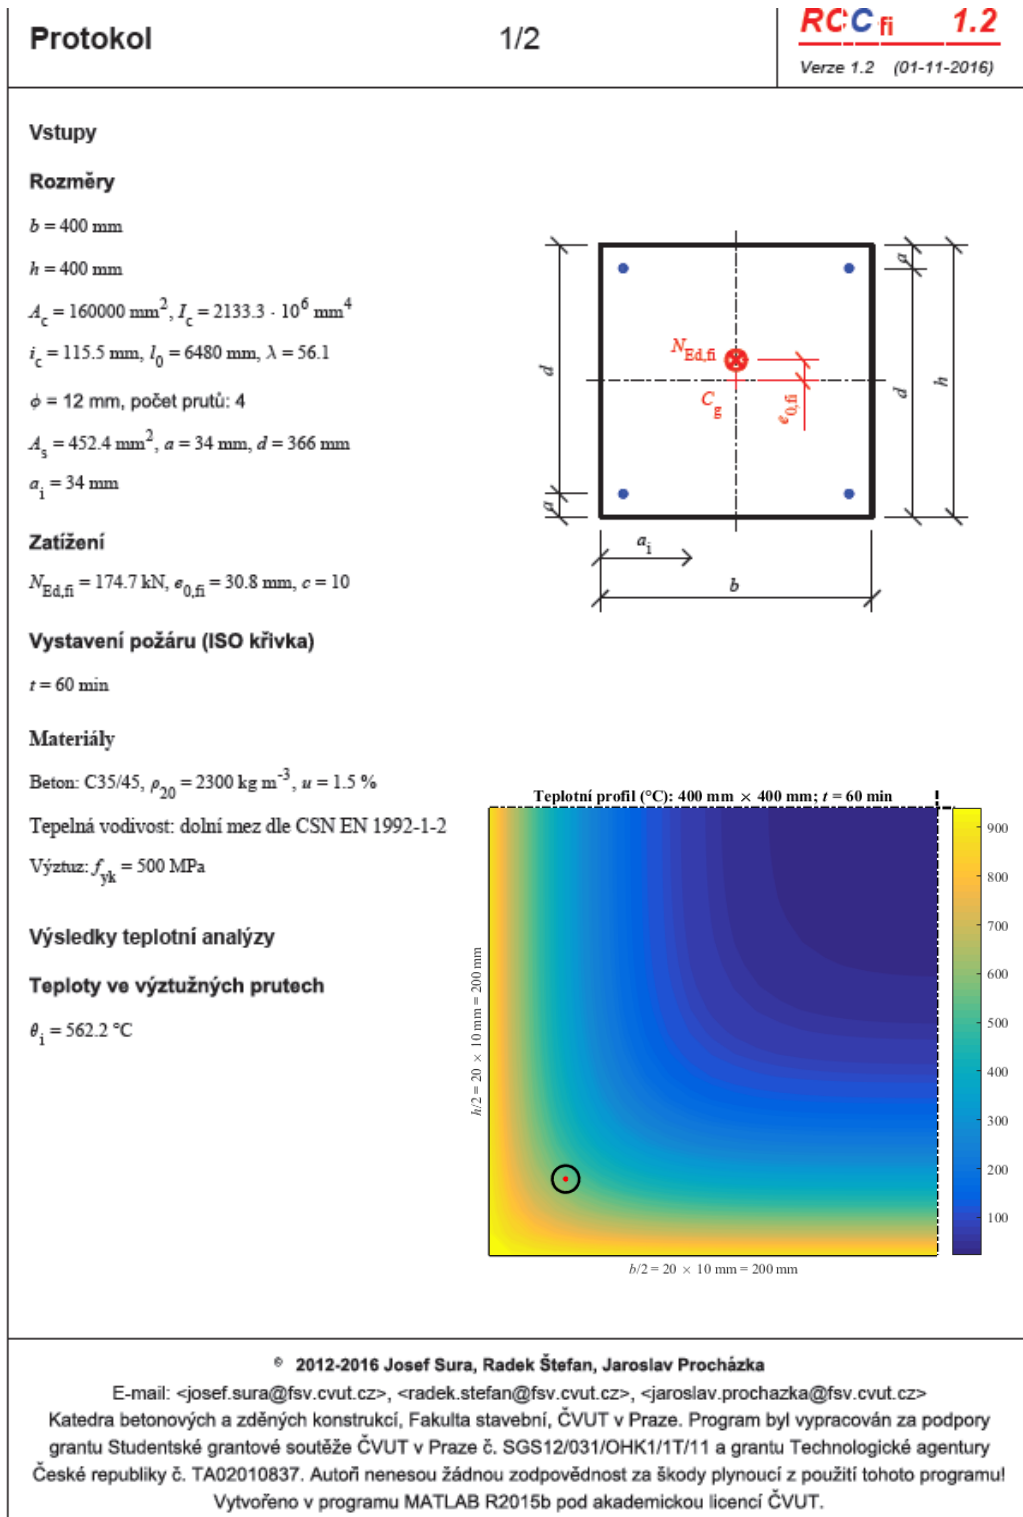 Protokol 1/2 RCC fi 1.2
Verze 1.2 (01-11-2016)
Vstupy
Rozměry
b = 400 mm
h = 400 mm
A_c = 160000 mm², I_c = 2133.3 · 10⁶ mm⁴
i_c = 115.5 mm, l_0 = 6480 mm, λ = 56.1
ϕ = 12 mm, počet prutů: 4
A_s = 452.4 mm², a = 34 mm, d = 366 mm
a_i = 34 mm
Zatížení
N_Ed,fi = 174.7 kN, e_0,fi = 30.8 mm, c = 10
Vystavení požáru (ISO křivka)
t = 60 min
Materiály
Beton: C35/45, ρ_20 = 2300 kg m⁻³, u = 1.5 %
Tepelná vodivost: dolní mez dle CSN EN 1992-1-2
Výztuz: f_yk = 500 MPa
Výsledky teplotní analýzy
Teploty ve výztužných prutech
θ_i = 562.2 °C
a
N_Ed,fi
d
d
h
C_g
e_0,fi
a
a_i
b
Teplotní profil (°C): 400 mm × 400 mm; t = 60 min
900
800
700
600
500
400
300
200
100
h/2 = 20 × 10 mm = 200 mm
b/2 = 20 × 10 mm = 200 mm
© 2012-2016 Josef Sura, Radek Štefan, Jaroslav Procházka
E-mail: <josef.sura@fsv.cvut.cz>, <radek.stefan@fsv.cvut.cz>, <jaroslav.prochazka@fsv.cvut.cz>
Katedra betonových a zděných konstrukcí, Fakulta stavební, ČVUT v Praze. Program byl vypracován za podpory
grantu Studentské grantové soutěže ČVUT v Praze č. SGS12/031/OHK1/1T/11 a grantu Technologické agentury
České republiky č. TA02010837. Autoři nenesou žádnou zodpovědnost za škody plynoucí z použití tohoto programu!
Vytvořeno v programu MATLAB R2015b pod akademickou licencí ČVUT.